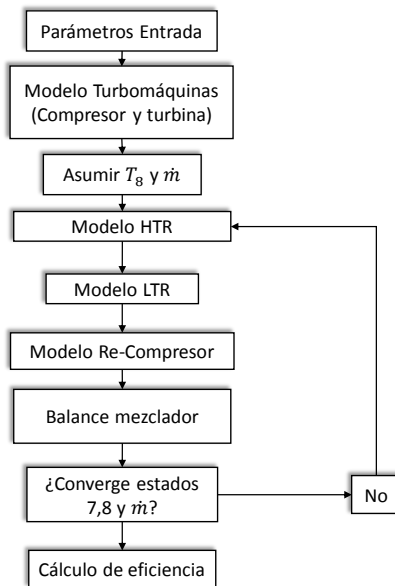 Parámetros Entrada
Modelo Turbomáquinas
(Compresor y turbina)
Asumir T₈ y ṁ
Modelo HTR
Modelo LTR
Modelo Re-Compresor
Balance mezclador
¿Converge estados
7,8 y ṁ?
No
Cálculo de eficiencia